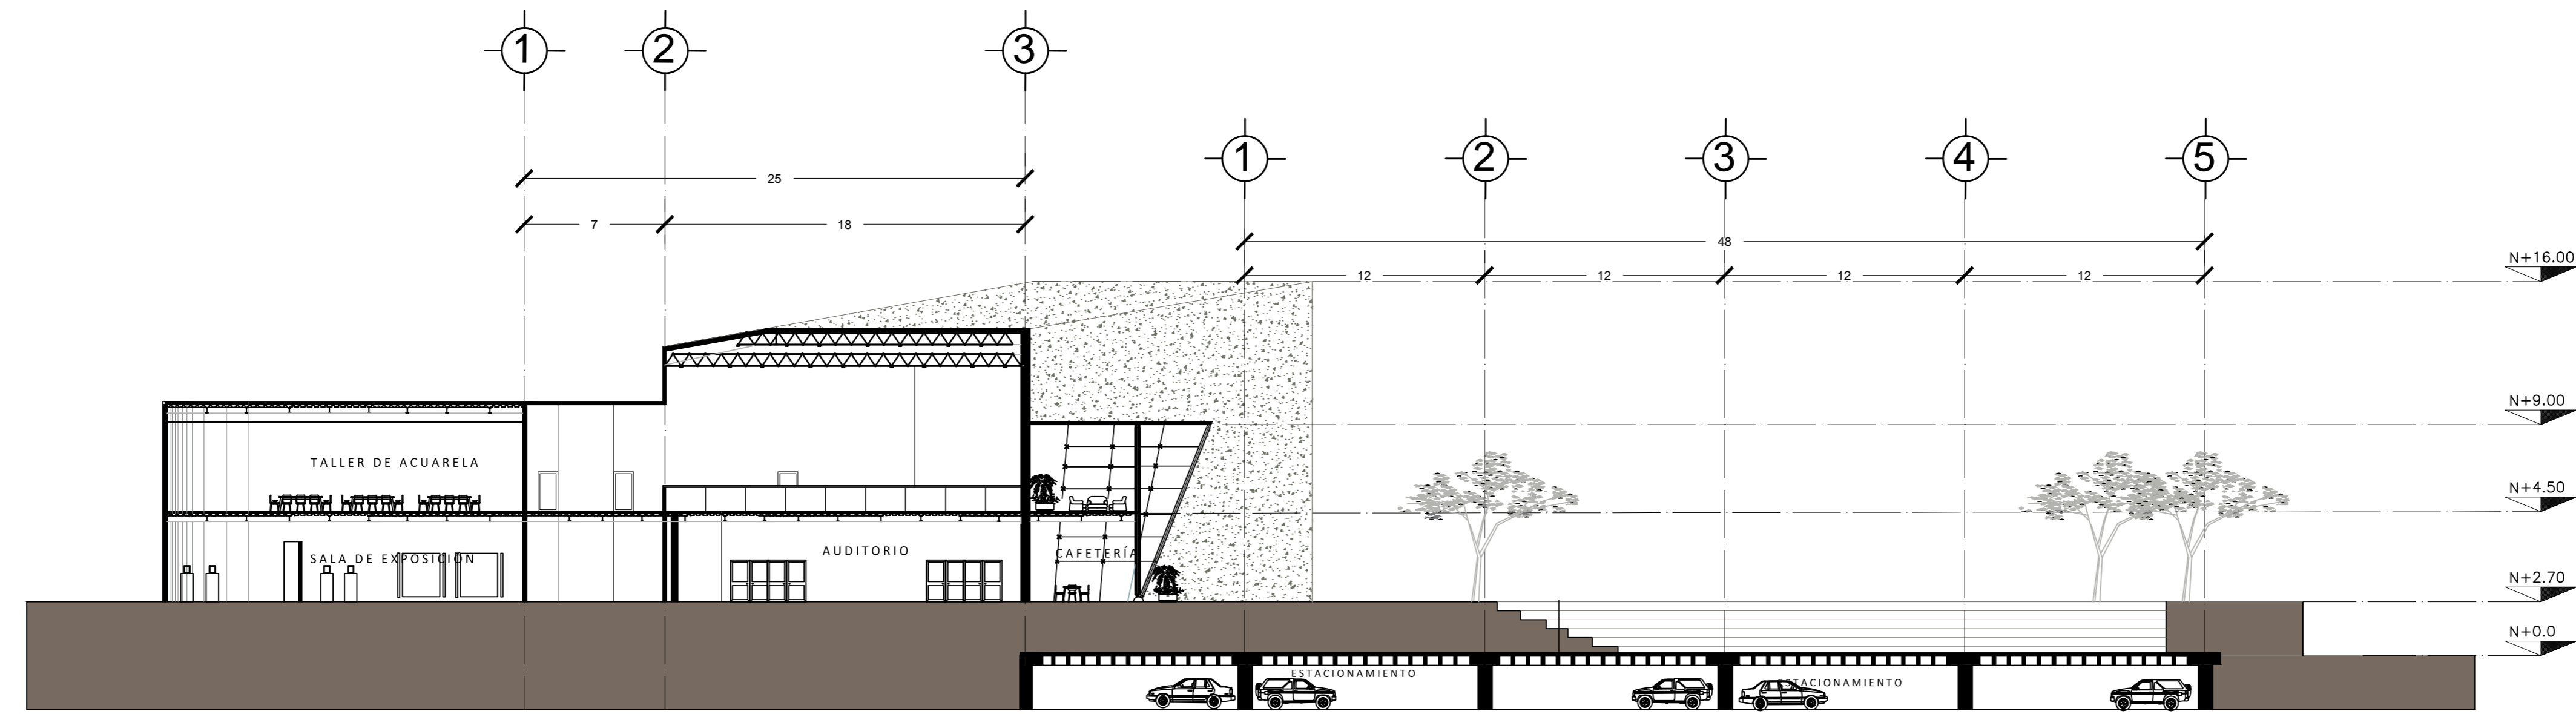 1
2
3
1
2
3
4
5
25
7
18
48
12
12
12
12
N+16.00
N+9.00
N+4.50
N+2.70
N+0.0
TALLER DE ACUARELA
SALA DE EXPOSICIÓN
AUDITORIO
CAFETERÍA
ESTACIONAMIENTO
ESTACIONAMIENTO